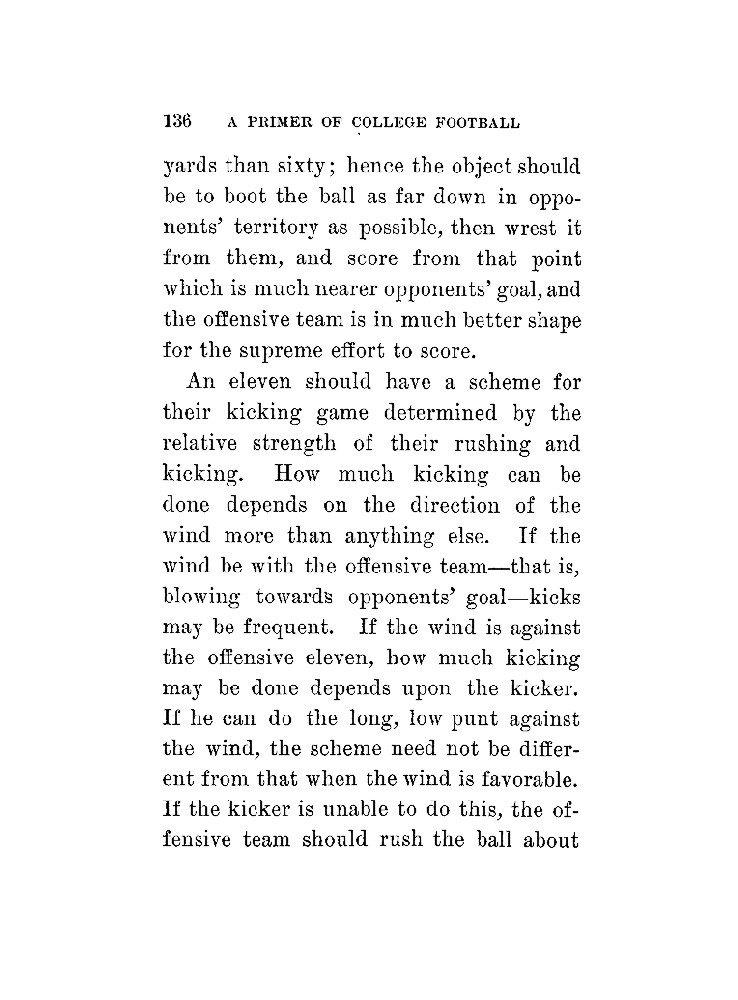 136 A PRIMER OF COLLEGE FOOTBALL
yards than sixty; hence the object should
be to boot the ball as far down in oppo-
nents' territory as possible, then wrest it
from them, and score from that point
which is much nearer opponents' goal, and
the offensive team is in much better shape
for the supreme effort to score.
An eleven should have a scheme for
their kicking game determined by the
relative strength of their rushing and
kicking. How much kicking can be
done depends on the direction of the
wind more than anything else. If the
wind be with the offensive team—that is,
blowing towards opponents' goal—kicks
may be frequent. If the wind is against
the offensive eleven, how much kicking
may be done depends upon the kicker.
If he can do the long, low punt against
the wind, the scheme need not be differ-
ent from that when the wind is favorable.
If the kicker is unable to do this, the of-
fensive team should rush the ball about